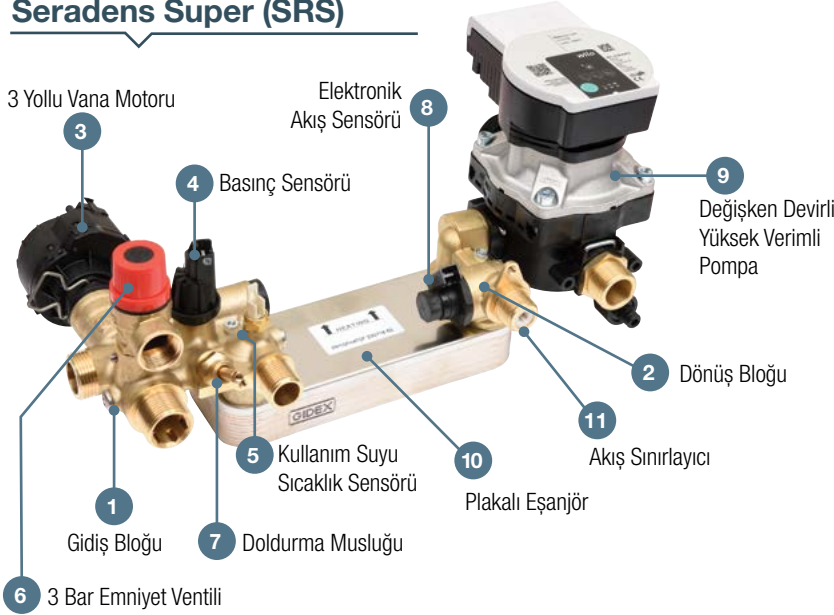 Seradens Super (SRS)
3 Yollu Vana Motoru
3
4
Basınç Sensörü
Elektronik
Akış Sensörü
8
wilo
9
Değişken Devirli
Yüksek Verimli
Pompa
HEATING
GIDEX
2
Dönüş Bloğu
11
Akış Sınırlayıcı
10
Plakalı Eşanjör
5
Kullanım Suyu
Sıcaklık Sensörü
1
Gidiş Bloğu
7
Doldurma Musluğu
6
3 Bar Emniyet Ventili